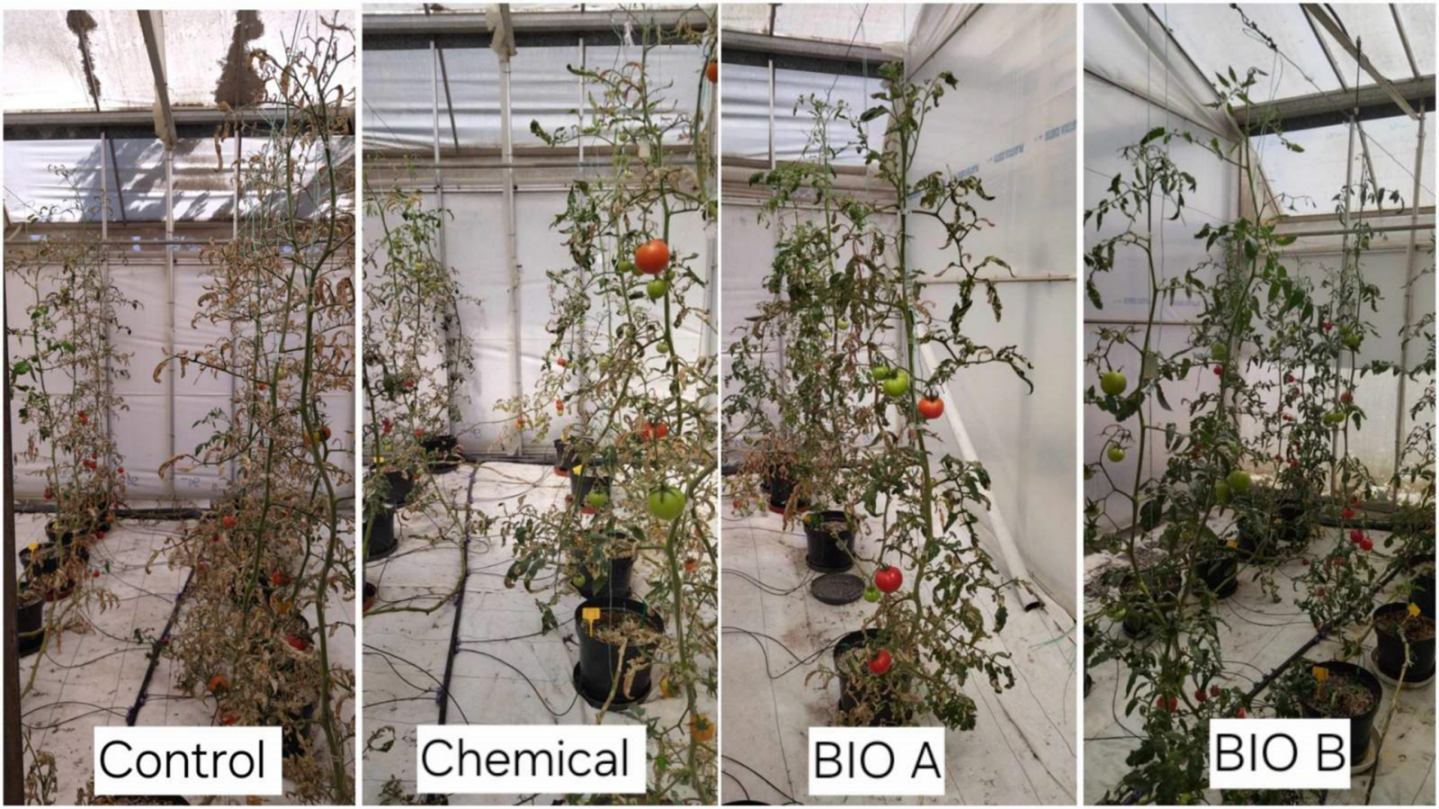 Control
Chemical
BIO A
BIO B